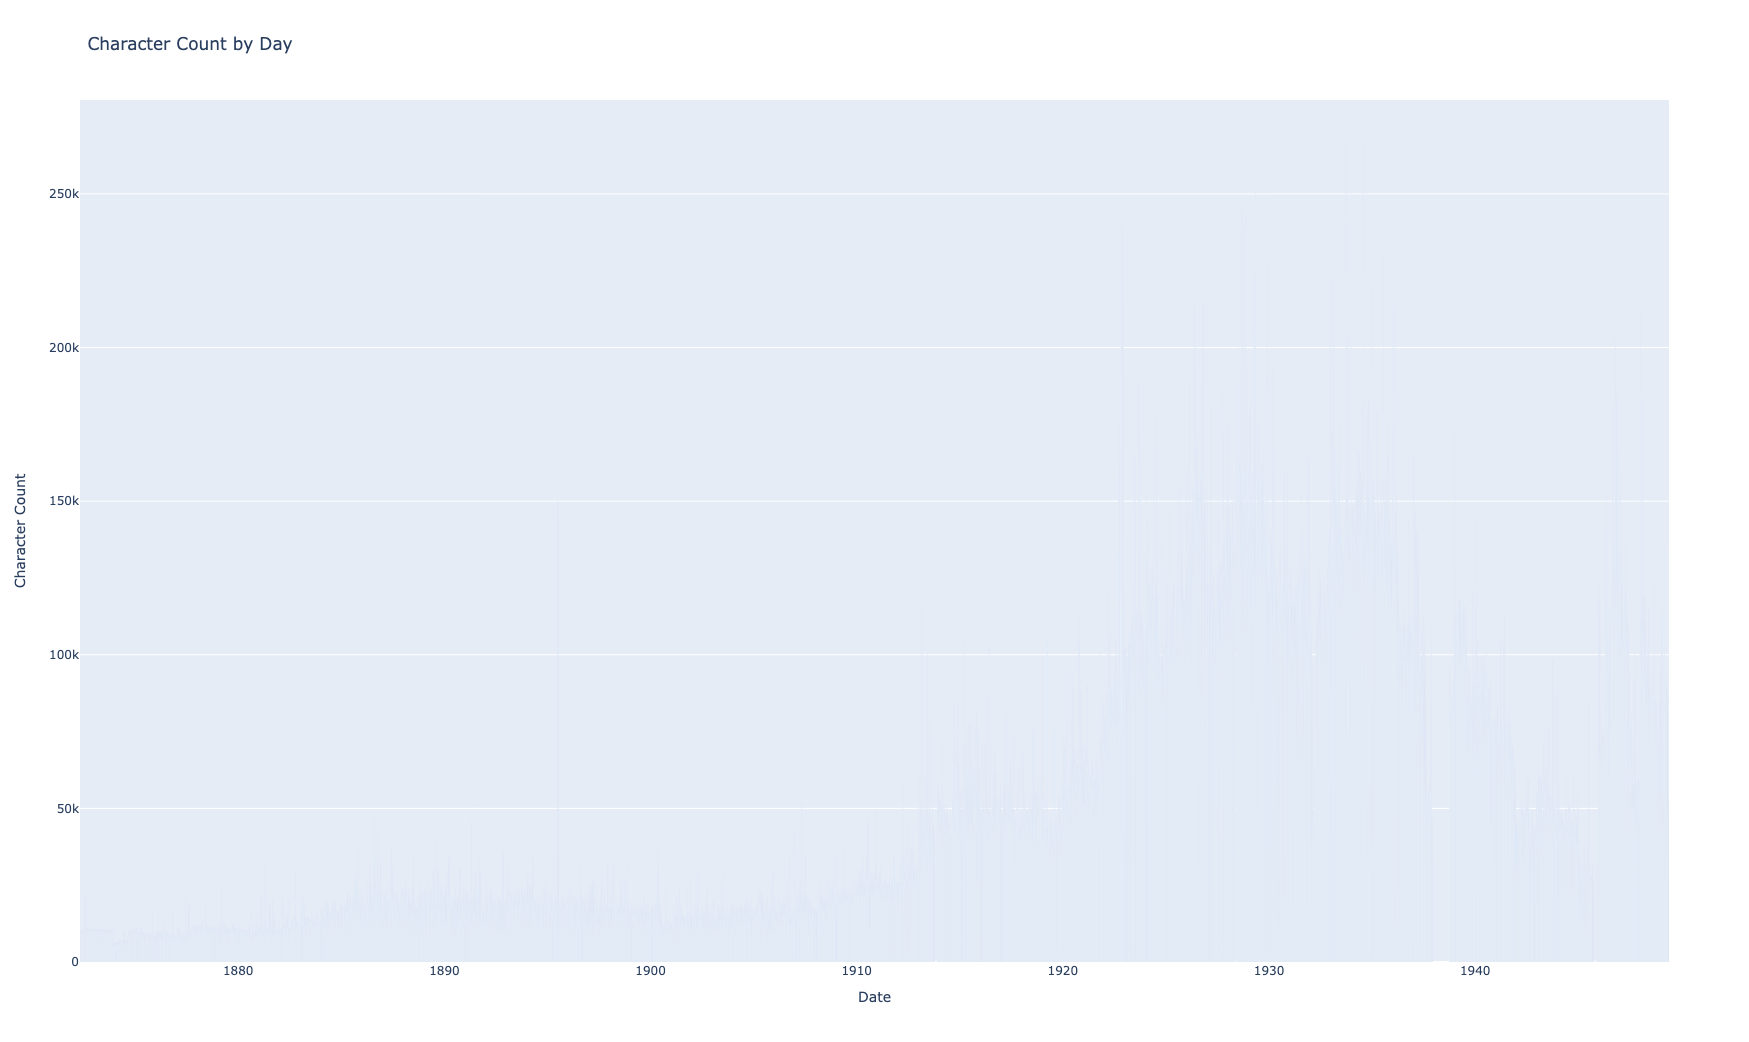 Character Count by Day
250k
200k
150k
100k
50k
0
Character Count
1880
1890
1900
1910
1920
1930
1940
Date